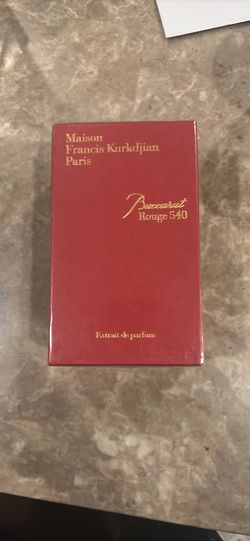 Maison
Francis Kurkdjian
Paris
Baccarat
Rouge 540
Extrait de parfum